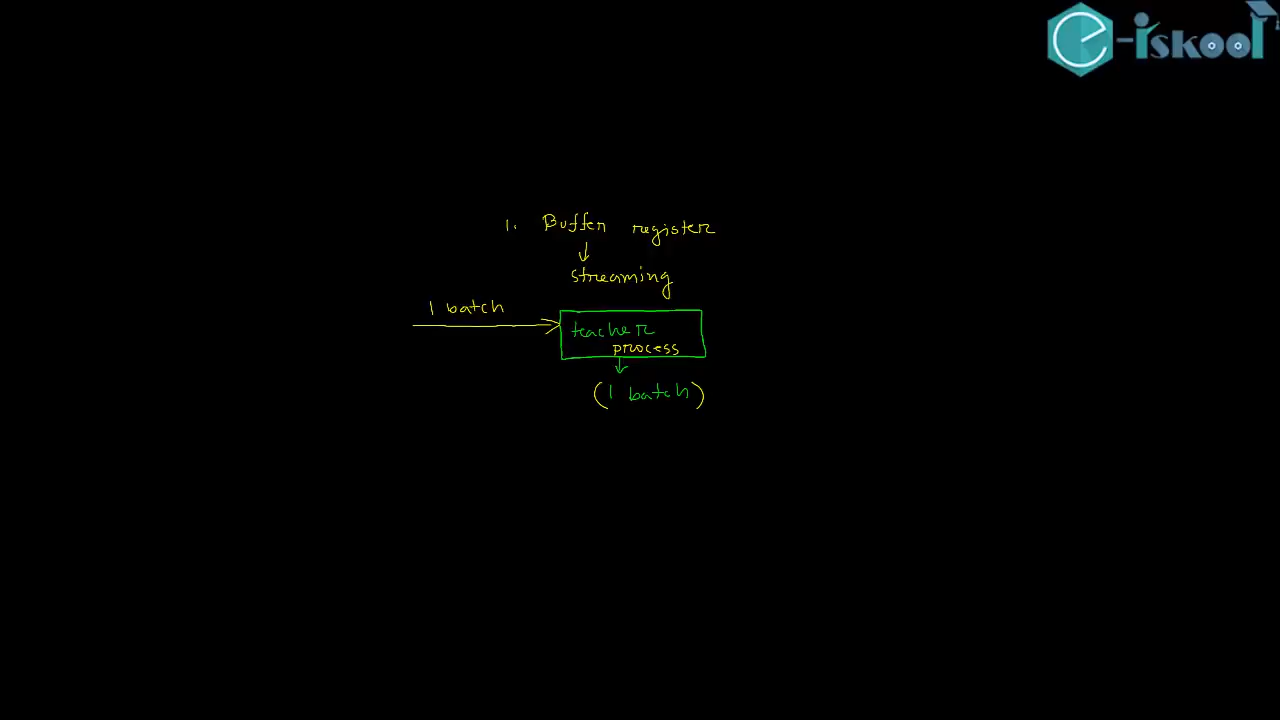 e-iskool
1. Buffer register
streaming
1 batch
teacher
process
(1 batch)